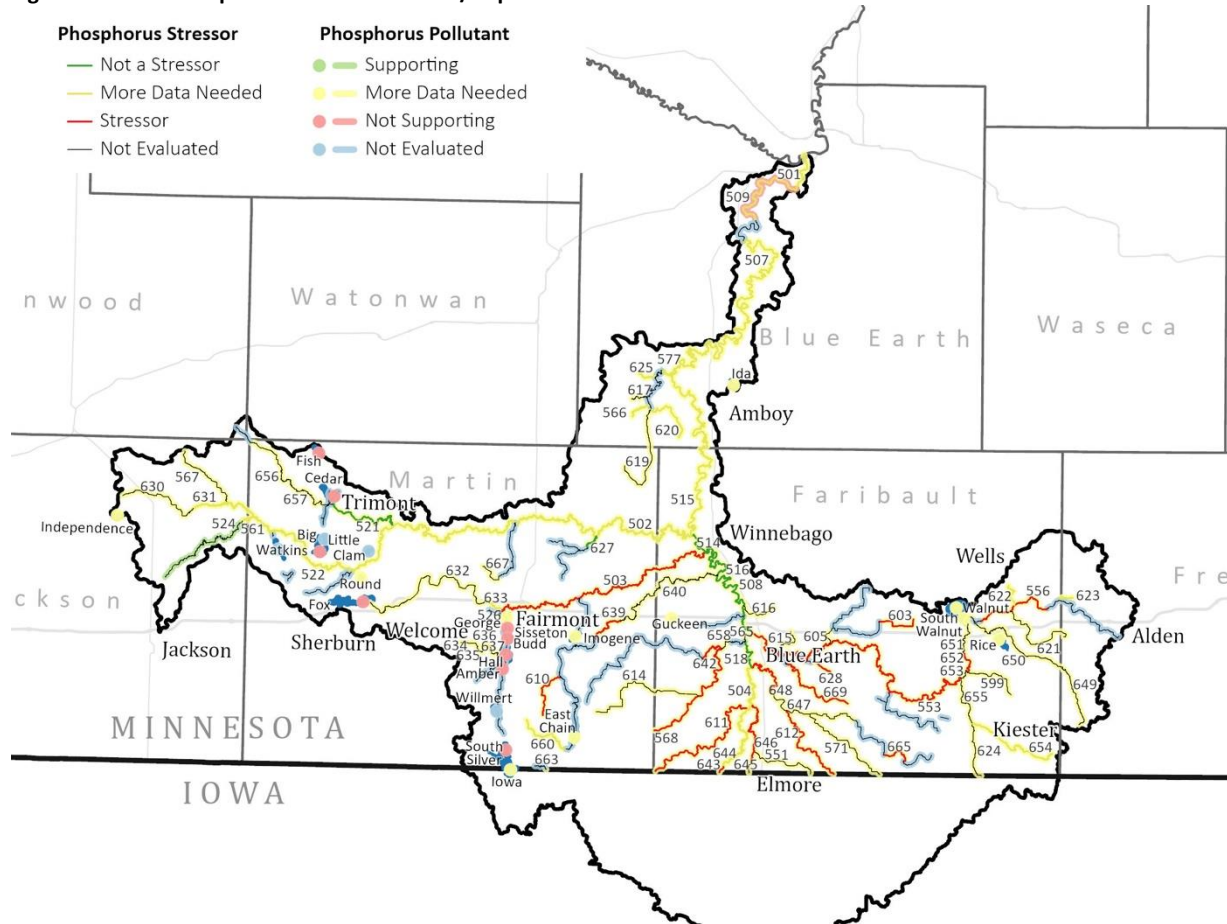 Phosphorus Stressor
Not a Stressor
More Data Needed
Stressor
Not Evaluated
Phosphorus Pollutant
Supporting
More Data Needed
Not Supporting
Not Evaluated
501
509
507
nwood
Watonwan
Blue Earth
Waseca
577
625
617
566
620
619
Ida
Amboy
Fish
Cedar
Trimont
Martin
567
656
657
630
631
Independence
524
561
521
Big
Little
Watkins
Clam
522
Round
Fox
502
515
Faribault
Winnebago
Wells
Fre
ckson
Jackson
Sherburn
Welcome
632
667
627
503
514
516
508
640
633
526
George
Fairmont
639
636
Sisseton
634
637
Budd
635
Hall
Amber
Imogene
Guckeen
616
658
565
615
605
603
Blue Earth
628
669
Walnut
South
Walnut
622
556
623
Rice
Alden
650
621
651
652
653
599
649
655
642
518
614
610
504
648
647
553
Willmert
East
Chain
MINNESOTA
568
611
612
Kiester
South
Silver
660
663
644
646
551
571
665
643
645
624
654
Iowa
IOWA
Elmore